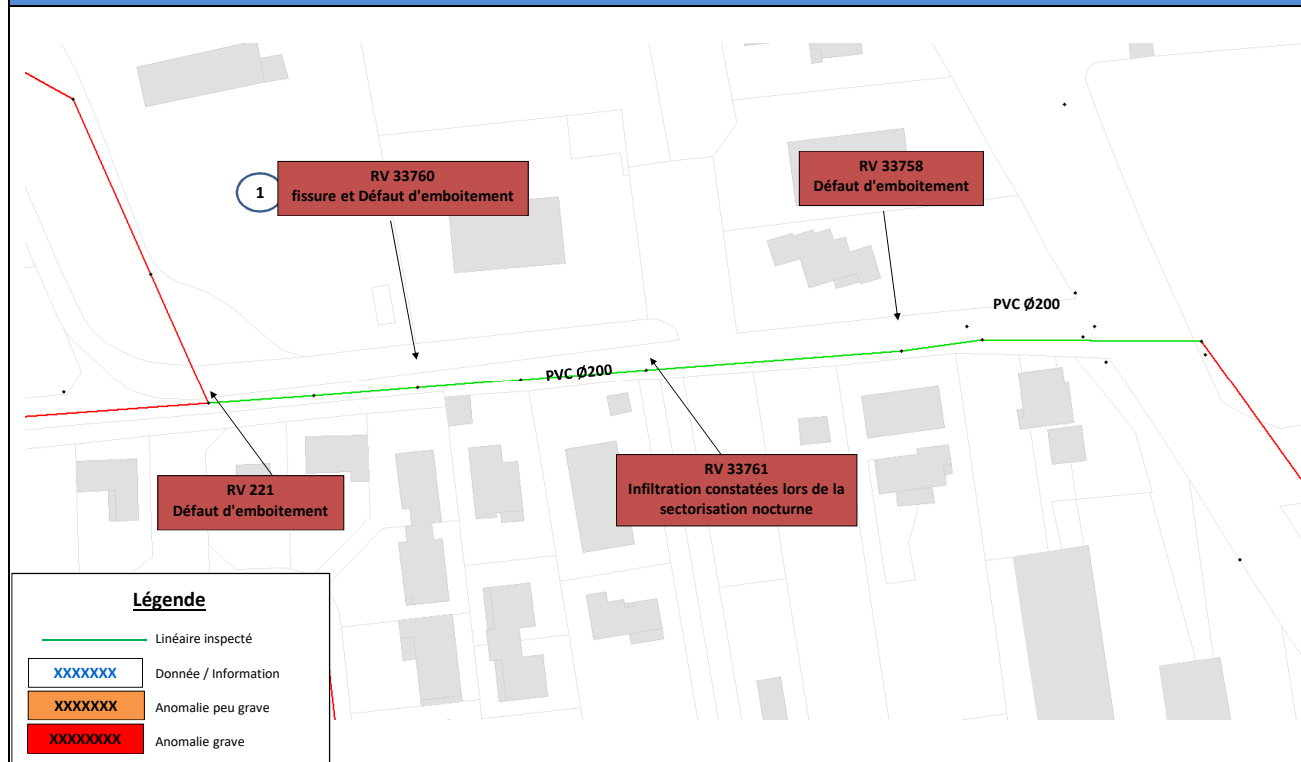 1
RV 33760
fissure et Défaut d'emboitement
RV 33758
Défaut d'emboitement
PVC Ø200
PVC Ø200
RV 221
Défaut d'emboitement
RV 33761
Infiltration constatées lors de la
sectorisation nocturne
Légende
Linéaire inspecté
XXXXXXX
Donnée / Information
XXXXXXX
Anomalie peu grave
XXXXXXXX
Anomalie grave